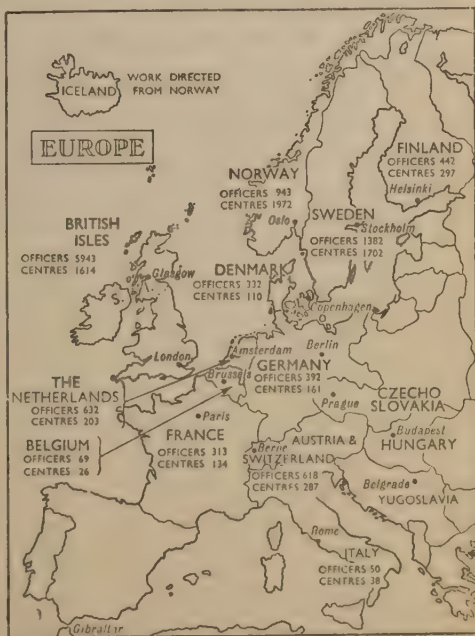 ICELAND
WORK DIRECTED
FROM NORWAY
EUROPE
FINLAND
OFFICERS 442
CENTRES 297
Helsinki
NORWAY
OFFICERS 943
CENTRES 1972
Oslo
SWEDEN
Stockholm
OFFICERS 1382
CENTRES 1702
BRITISH
ISLES
OFFICERS 5943
CENTRES 1614
Glasgow
DENMARK
OFFICERS 332
CENTRES 110
Copenhagen
London
Amsterdam
Berlin
GERMANY
OFFICERS 392
CENTRES 161
Brussels
THE
NETHERLANDS
OFFICERS 632
CENTRES 203
Prague
CZECHO
SLOVAKIA
Paris
BELGIUM
OFFICERS 69
CENTRES 26
FRANCE
OFFICERS 313
CENTRES 134
Berne
AUSTRIA &
SWITZERLAND
OFFICERS 618
CENTRES 287
Budapest
HUNGARY
Belgrade
YUGOSLAVIA
Rome
ITALY
OFFICERS 50
CENTRES 38
Gibraltar